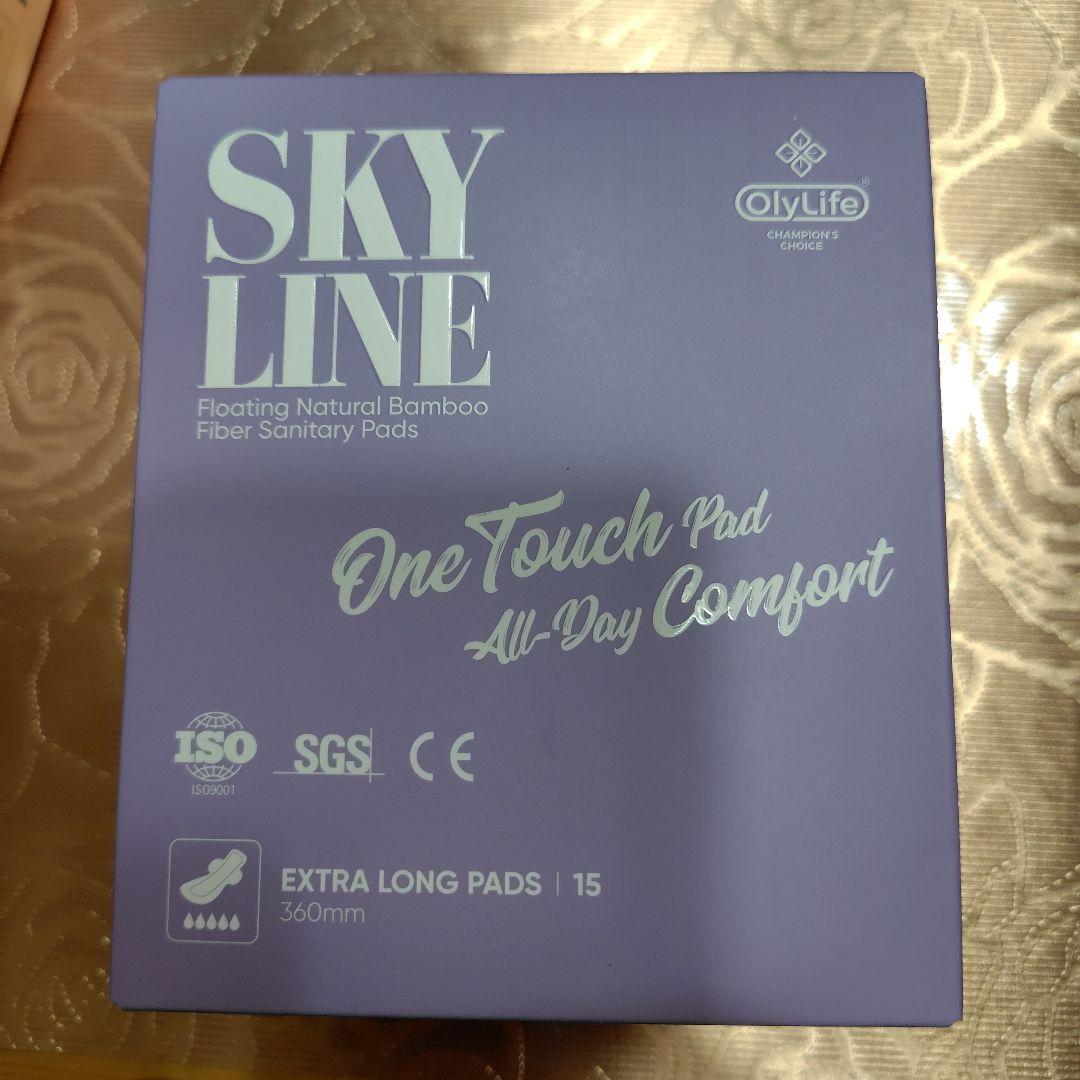 SKY
LINE
Floating Natural Bamboo
Fiber Sanitary Pads
OlyLife®
CHAMPION'S
CHOICE
One Touch Pad
All-Day Comfort
ISO
ISO9001
SGS
CE
EXTRA LONG PADS | 15
360mm